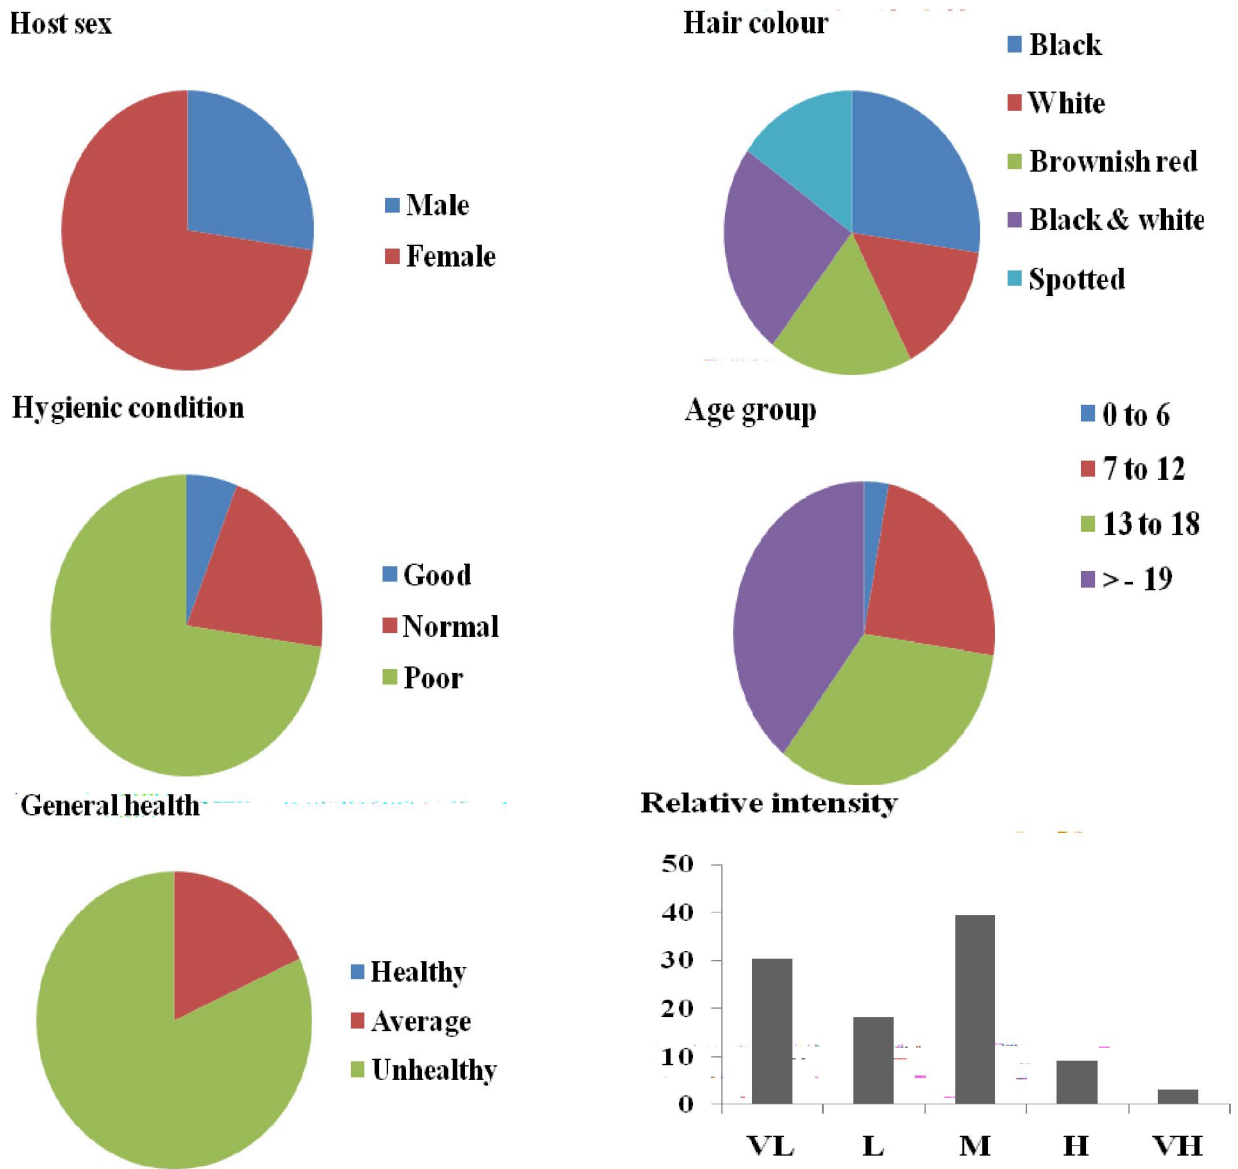 Host sex
Male
Female
Hair colour
Black
White
Brownish red
Black & white
Spotted
Hygienic condition
Good
Normal
Poor
Age group
0 to 6
7 to 12
13 to 18
> - 19
General health
Healthy
Average
Unhealthy
Relative intensity
50
40
30
20
10
0
VL L M H VH